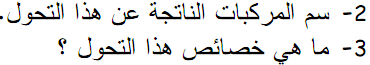 2- سم المركبات الناتجة عن هذا التحول.
3- ما هي خصائص هذا التحول ؟